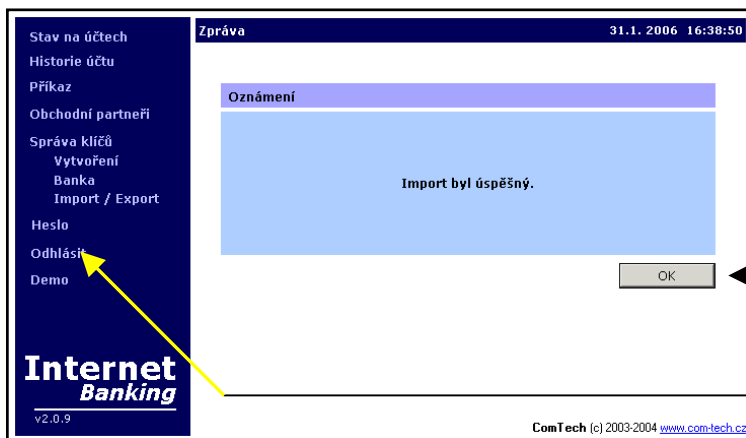 Stav na účtech
Historie účtu
Příkaz
Obchodní partneři
Správa klíčů
Vytvoření
Banka
Import / Export
Heslo
Odhlásit
Demo
Internet
Banking
v2.0.9
Zpráva 31.1. 2006 16:38:50
Oznámení
Import byl úspěšný.
OK
ComTech (c) 2003-2004 www.com-tech.cz